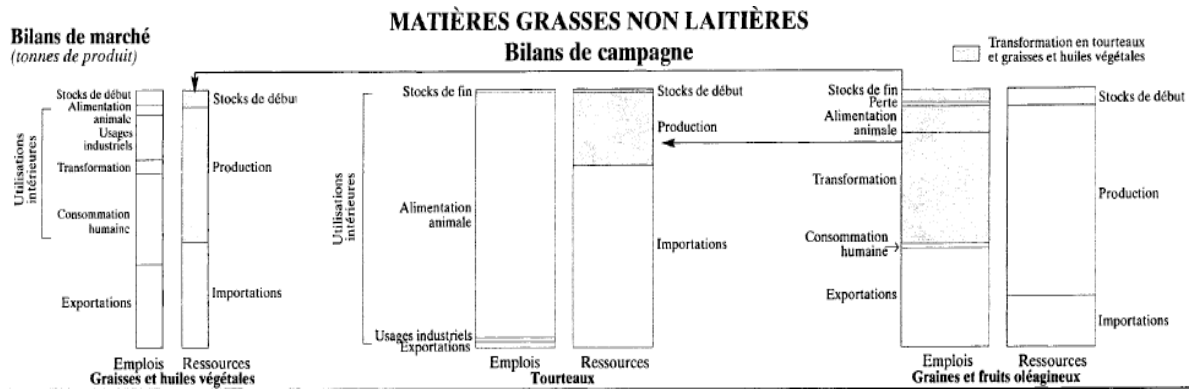 MATIÈRES GRASSES NON LAITIÈRES
Bilans de marché
(tonnes de produit)
Bilans de campagne
Transformation en tourteaux
et graisses et huiles végétales
Stocks de début
Alimentation
animale
Usages
industriels
Transformation
Consommation
humaine
Exportations
Utilisations
intérieures
Stocks de début
Production
Importations
Emplois
Ressources
Graisses et huiles végétales
Stocks de fin
Utilisations
intérieures
Alimentation
animale
Usages industriels
Exportations
Stocks de début
Production
Importations
Emplois
Ressources
Tourteaux
Stocks de fin
Perte
Alimentation
animale
Transformation
Consommation
humaine
Exportations
Stocks de début
Production
Importations
Emplois
Ressources
Graines et fruits oléagineux